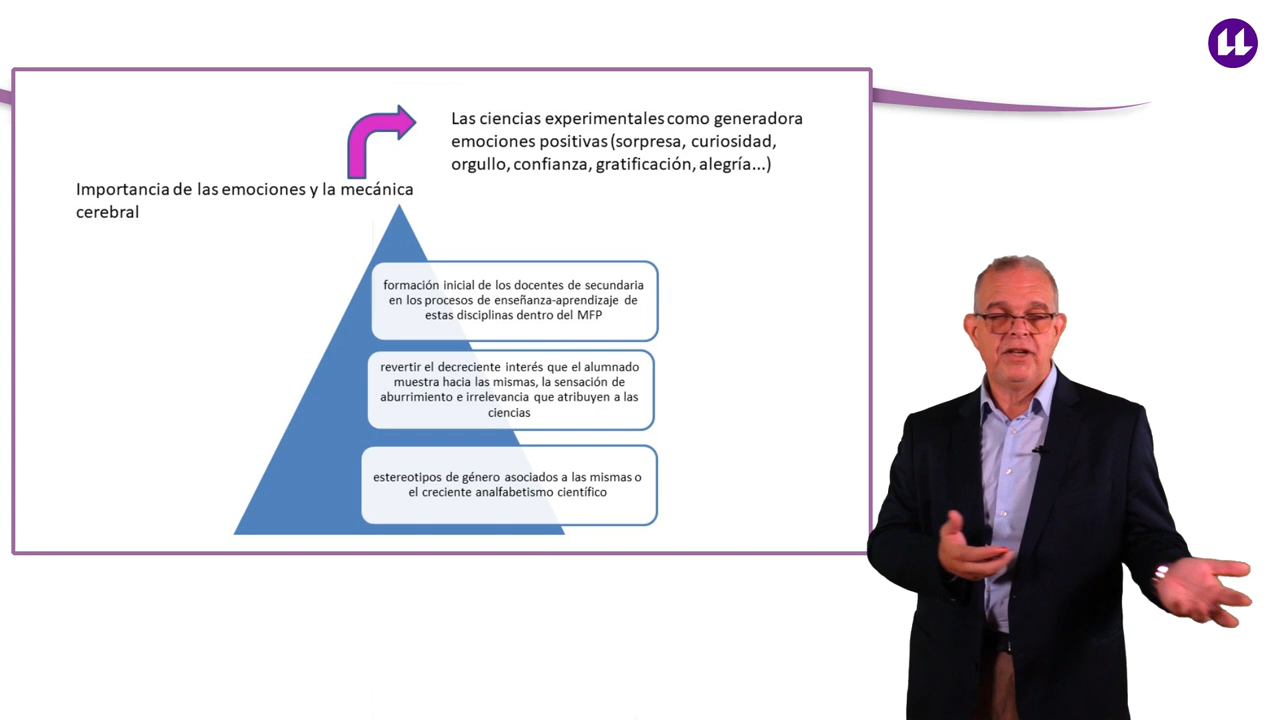 Las ciencias experimentales como generadora
emociones positivas (sorpresa, curiosidad,
orgullo, confianza, gratificación, alegría...)
Importancia de las emociones y la mecánica
cerebral
formación inicial de los docentes de secundaria
en los procesos de enseñanza-aprendizaje de
estas disciplinas dentro del MFP
revertir el decreciente interés que el alumnado
muestra hacia las mismas, la sensación de
aburrimiento e irrelevancia que atribuyen a las
ciencias
estereotipos de género asociados a las mismas o
el creciente analfabetismo científico